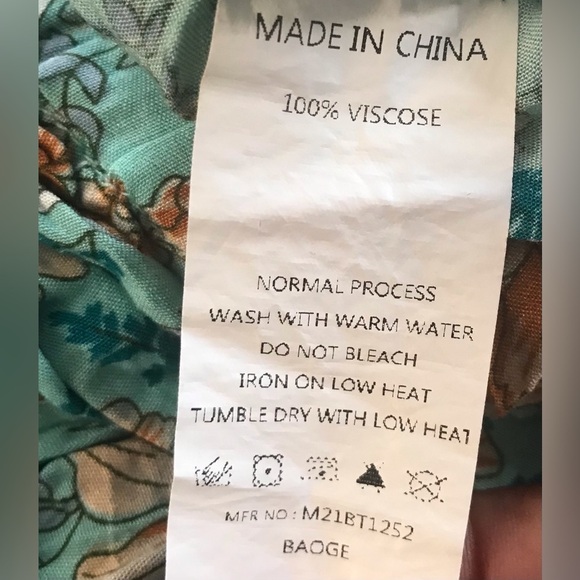 MADE IN CHINA
100% VISCOSE
NORMAL PROCESS
WASH WITH WARM WATER
DO NOT BLEACH
IRON ON LOW HEAT
TUMBLE DRY WITH LOW HEAT
MFR NO : M21BT1252
BAOGE